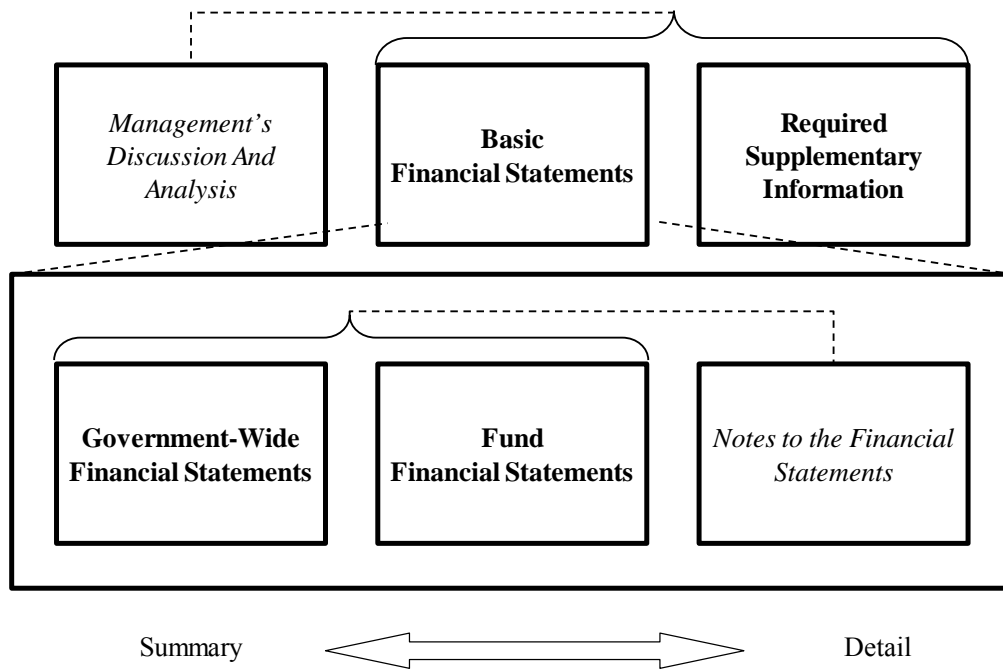 Management’s
Discussion And
Analysis
Basic
Financial Statements
Required
Supplementary
Information
Government-Wide
Financial Statements
Fund
Financial Statements
Notes to the Financial
Statements
Summary
Detail